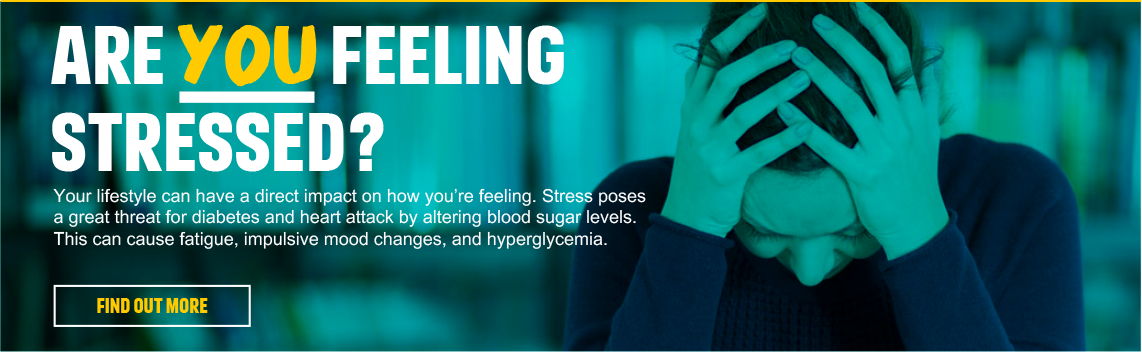 ARE YOU FEELING
STRESSED?
Your lifestyle can have a direct impact on how you're feeling. Stress poses
a great threat for diabetes and heart attack by altering blood sugar levels.
This can cause fatigue, impulsive mood changes, and hyperglycemia.
FIND OUT MORE